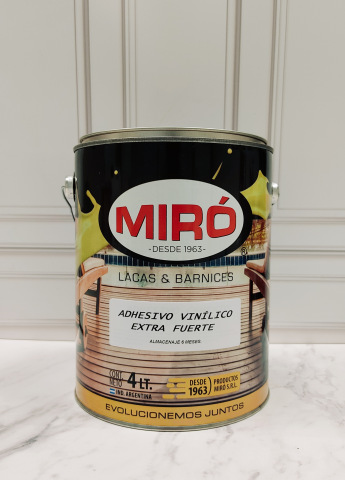 MIRÓ
-DESDE 1963-
®
LACAS & BARNICES
ADHESIVO VINÍLICO
EXTRA FUERTE
ALMACENAJE 6 MESES
CONT. NETO 4 LT.
IND ARGENTINA
DESDE 1963
PRODUCTOS MIRÓ S.R.L.
EVOLUCIONEMOS JUNTOS